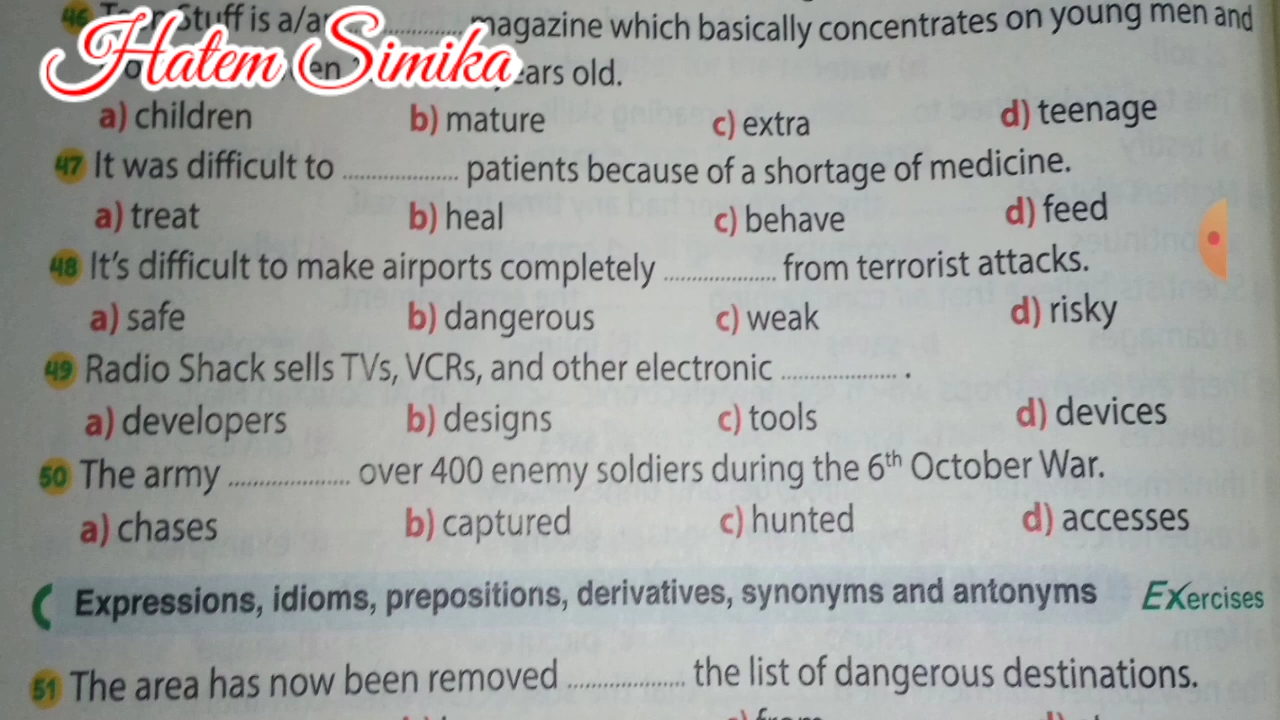 46 Stuff is a/a .................. magazine which basically concentrates on young men and
Hatem Simika
years old.
a) children b) mature c) extra d) teenage
47 It was difficult to .................. patients because of a shortage of medicine.
a) treat b) heal c) behave d) feed
48 It's difficult to make airports completely .................. from terrorist attacks.
a) safe b) dangerous c) weak d) risky
49 Radio Shack sells TVs, VCRs, and other electronic .................. .
a) developers b) designs c) tools d) devices
50 The army .................. over 400 enemy soldiers during the 6th October War.
a) chases b) captured c) hunted d) accesses
Expressions, idioms, prepositions, derivatives, synonyms and antonyms Exercises
51 The area has now been removed .................. the list of dangerous destinations.
c) from